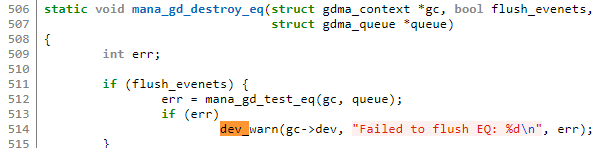 506 static void mana_gd_destroy_eq(struct gdma_context *gc, bool flush_evenets,
507 struct gdma_queue *queue)
508 {
509 int err;
510
511 if (flush_evenets) {
512 err = mana_gd_test_eq(gc, queue);
513 if (err)
514 dev_warn(gc->dev, "Failed to flush EQ: %d\n", err);
515 }